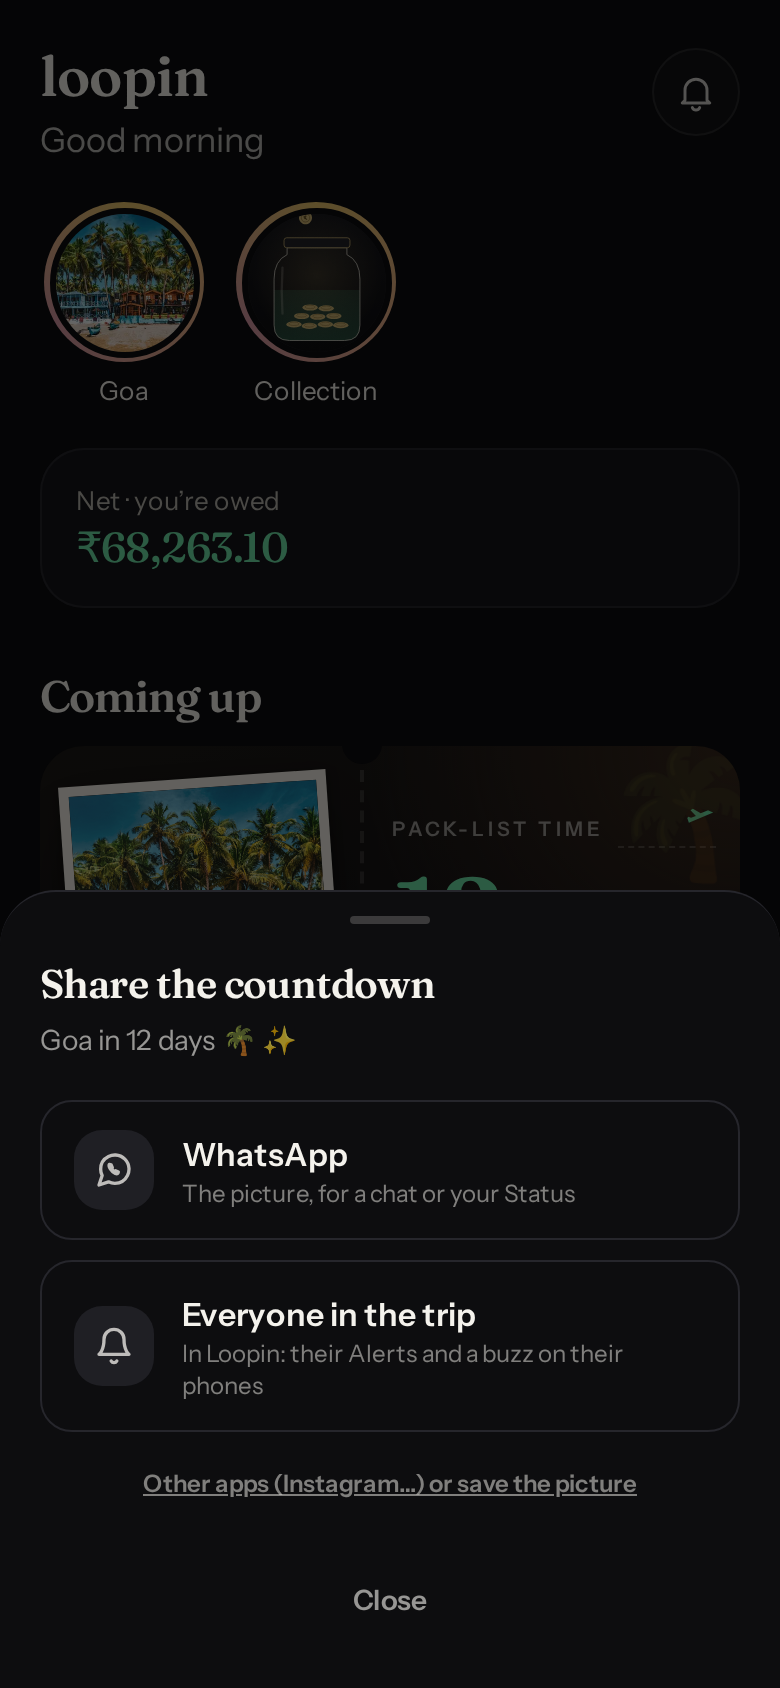 loopin
Good morning
Goa
Collection
Net · you’re owed
₹68,263.10
Coming up
PACK-LIST TIME
Share the countdown
Goa in 12 days 🌴 ✨
WhatsApp
The picture, for a chat or your Status
Everyone in the trip
In Loopin: their Alerts and a buzz on their
phones
Other apps (Instagram...) or save the picture
Close